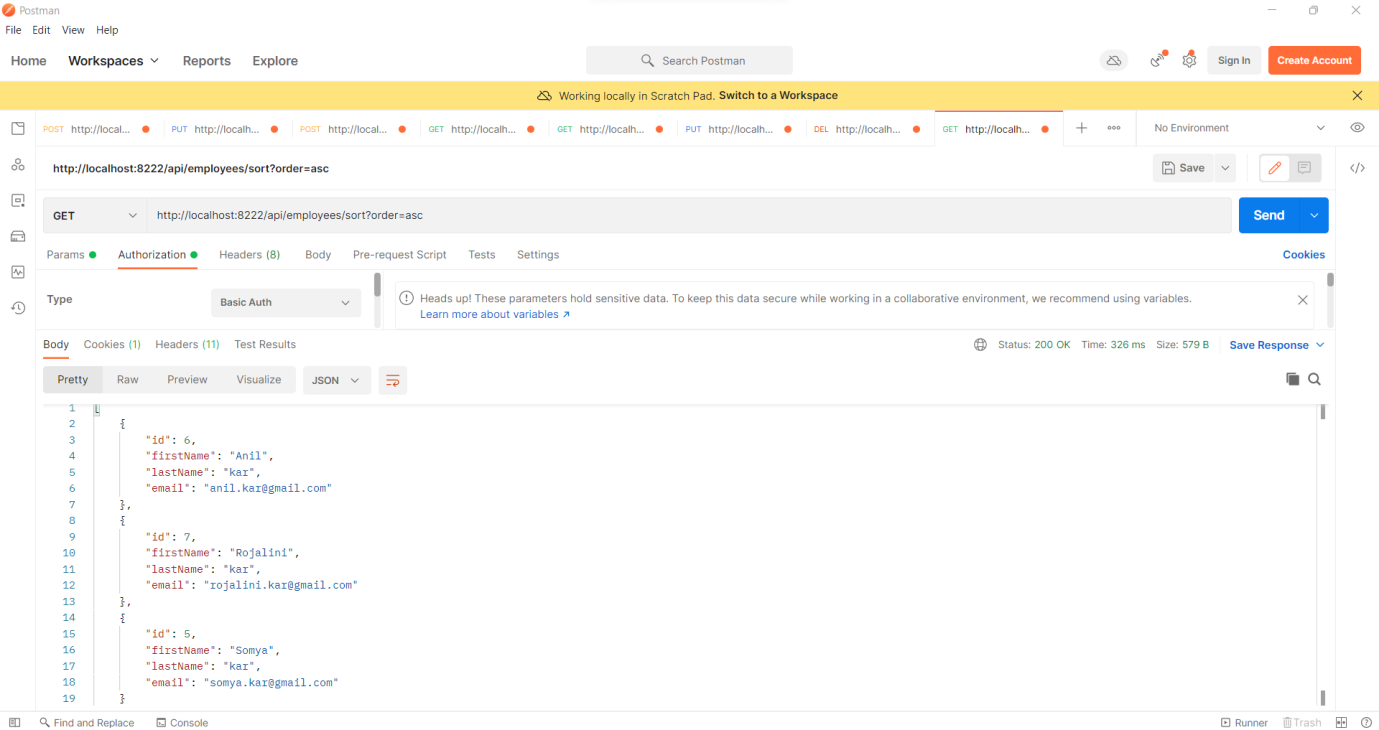 Postman
File Edit View Help
Home Workspaces Reports Explore Search Postman Sign In Create Account
Working locally in Scratch Pad. Switch to a Workspace
POST http://local... PUT http://localh... POST http://local... GET http://localh... GET http://localh... PUT http://localh... DEL http://localh... GET http://localh... No Environment
http://localhost:8222/api/employees/sort?order=asc Save
GET http://localhost:8222/api/employees/sort?order=asc Send
Params Authorization Headers (8) Body Pre-request Script Tests Settings Cookies
Type Basic Auth Heads up! These parameters hold sensitive data. To keep this data secure while working in a collaborative environment, we recommend using variables.
Learn more about variables ↗
Body Cookies (1) Headers (11) Test Results Status: 200 OK Time: 326 ms Size: 579 B Save Response
Pretty Raw Preview Visualize JSON
1 [
2 {
3 "id": 6,
4 "firstName": "Anil",
5 "lastName": "kar",
6 "email": "anil.kar@gmail.com"
7 },
8 {
9 "id": 7,
10 "firstName": "Rojalini",
11 "lastName": "kar",
12 "email": "rojalini.kar@gmail.com"
13 },
14 {
15 "id": 5,
16 "firstName": "Somya",
17 "lastName": "kar",
18 "email": "somya.kar@gmail.com"
19 }
Find and Replace Console Runner Trash